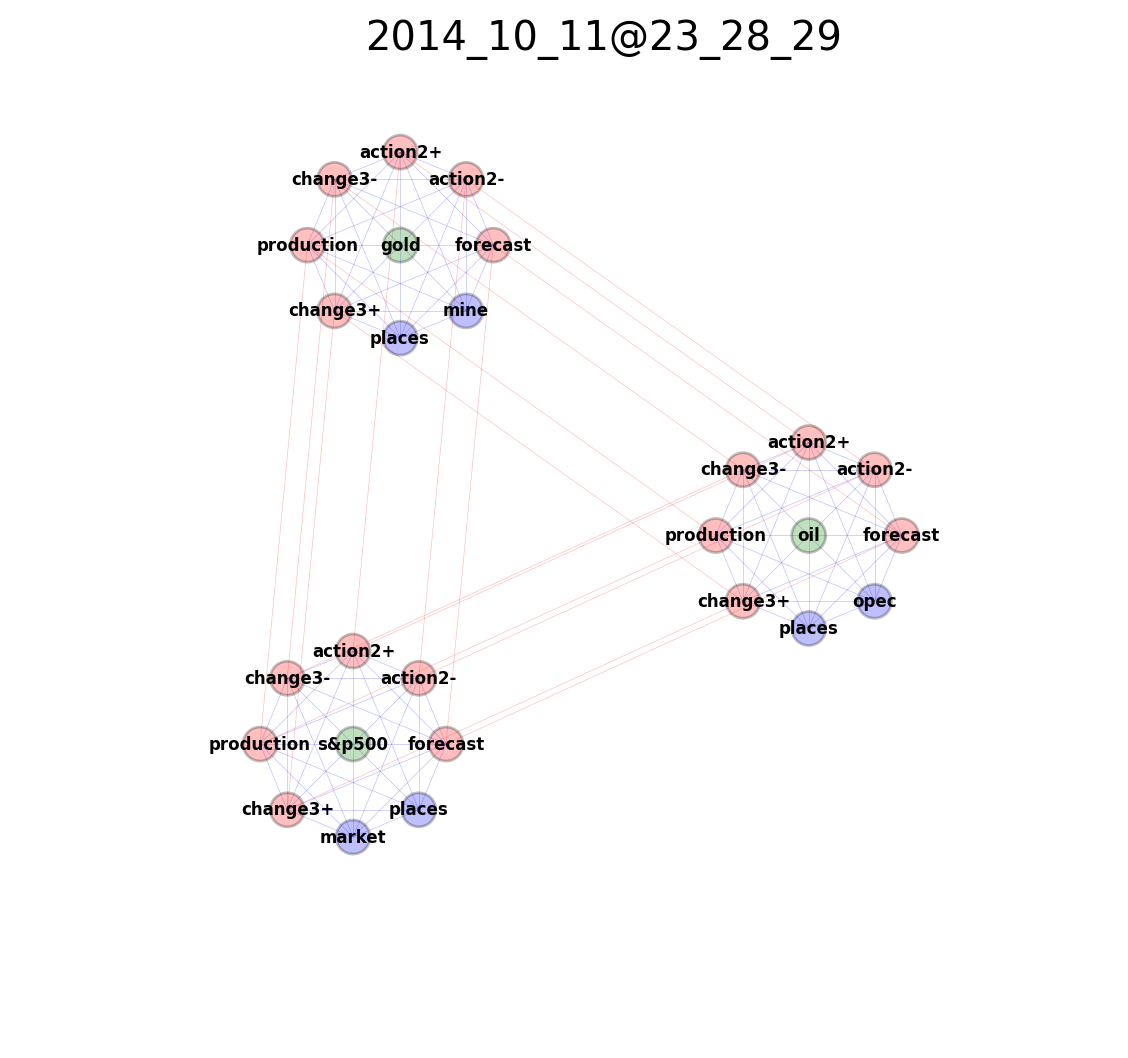 2014_10_11@23_28_29
action2+
change3-
action2-
production
gold
forecast
change3+
mine
places
action2+
change3-
action2-
production
oil
forecast
change3+
opec
places
action2+
change3-
action2-
production
s&p500
forecast
change3+
places
market